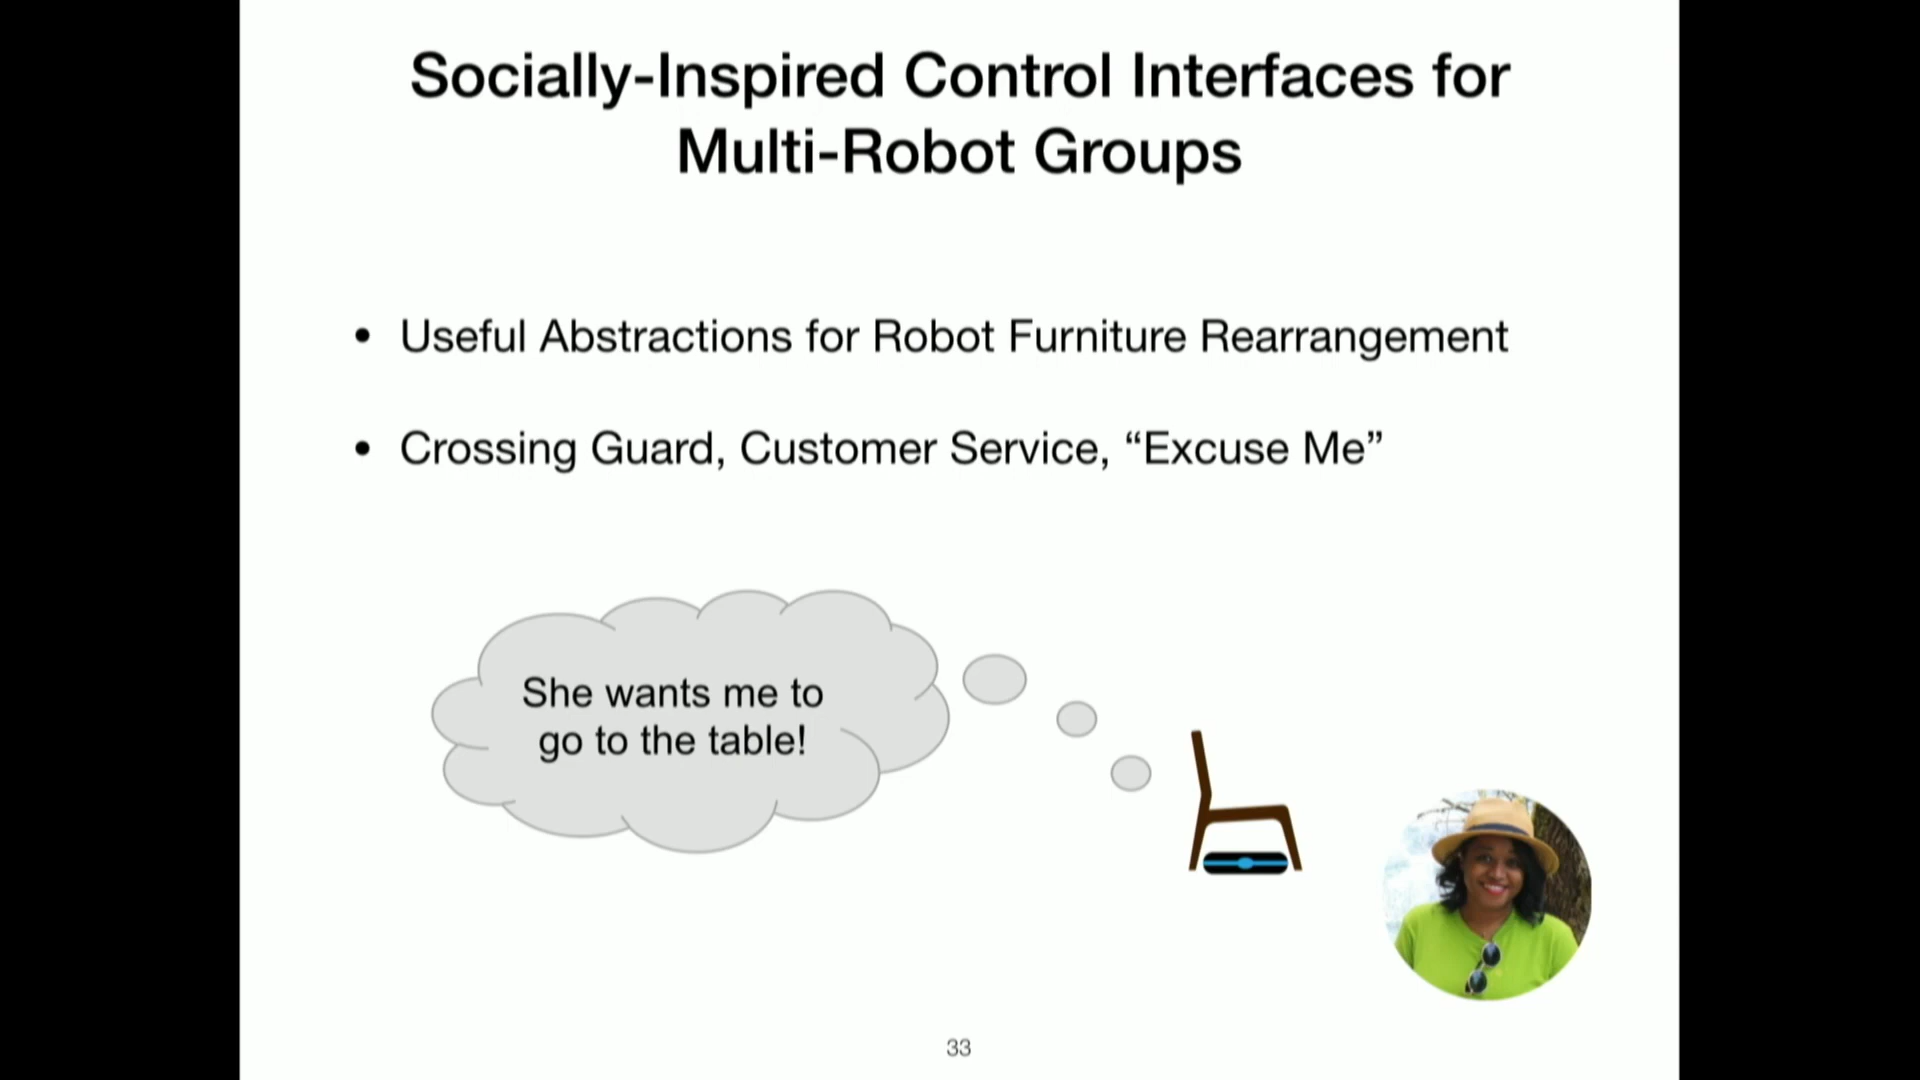 Socially-Inspired Control Interfaces for
Multi-Robot Groups
• Useful Abstractions for Robot Furniture Rearrangement
• Crossing Guard, Customer Service, “Excuse Me”
She wants me to
go to the table!
33